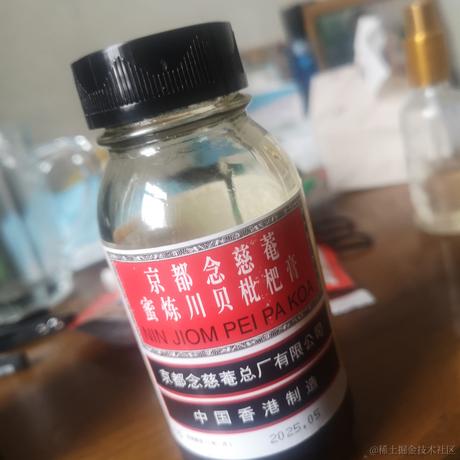 京都念慈菴
蜜炼川贝枇杷膏
NIN JIOM PEI PA KOA
京都念慈菴总厂有限公司
中国香港制造
2025.05
@稀土掘金技术社区